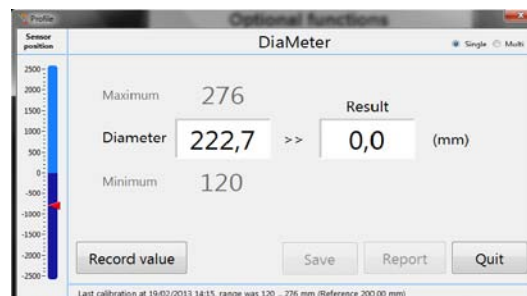 Profile
Optional functions
Sensor
position
DiaMeter
Single
Multi
2500
2000
1500
1000
500
0
-500
-1000
-1500
-2000
-2500
Maximum 276
Result
Diameter 222,7 >> 0,0 (mm)
Minimum 120
Record value Save Report Quit
Last calibration at 19/02/2013 14:15, range was 120 .. 276 mm (Reference 200,00 mm)